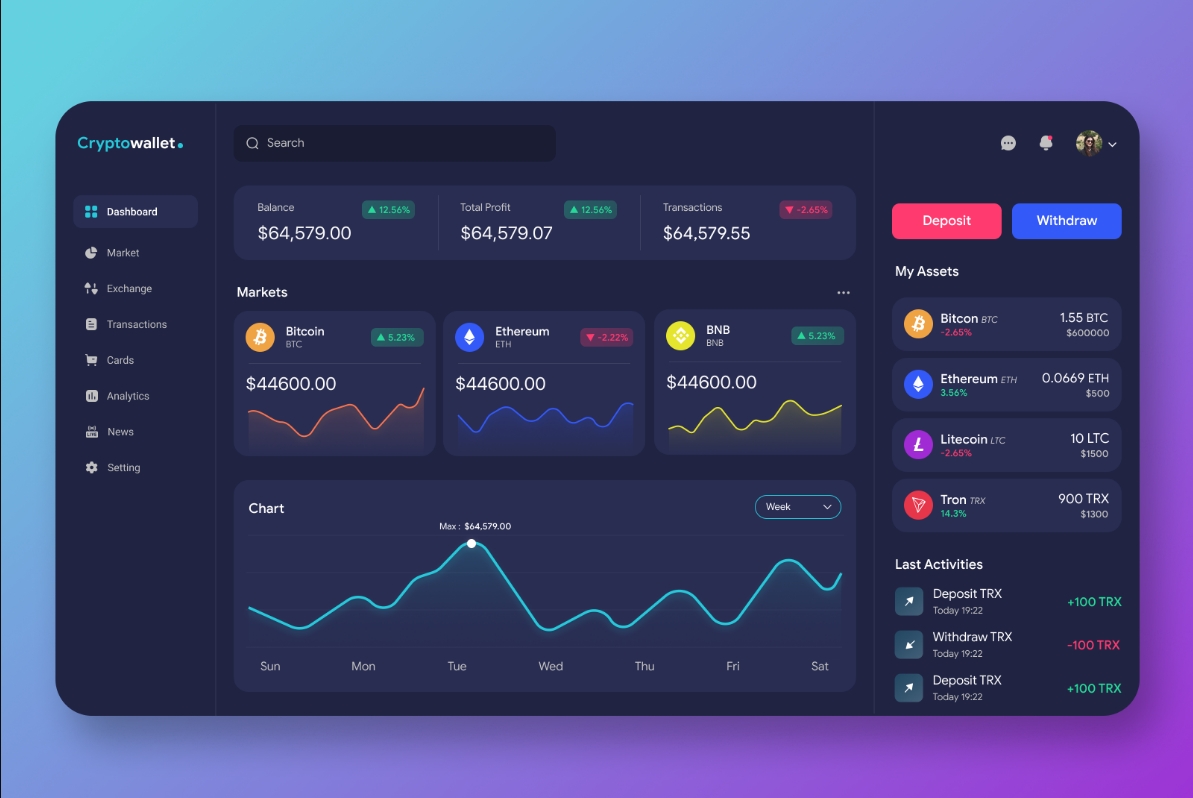 Cryptowallet.
Search
Dashboard
Market
Exchange
Transactions
Cards
Analytics
News
Setting
Balance
12.56%
$64,579.00
Total Profit
12.56%
$64,579.07
Transactions
-2.65%
$64,579.55
Markets
Bitcoin
BTC
5.23%
$44600.00
Ethereum
ETH
-2.22%
$44600.00
BNB
BNB
5.23%
$44600.00
Chart
Week
Max : $64,579.00
Sun Mon Tue Wed Thu Fri Sat
Deposit
Withdraw
My Assets
Bitcon BTC 1.55 BTC
-2.65% $600000
Ethereum ETH 0.0669 ETH
3.56% $500
Litecoin LTC 10 LTC
-2.65% $1500
Tron TRX 900 TRX
14.3% $1300
Last Activities
Deposit TRX
Today 19:22
+100 TRX
Withdraw TRX
Today 19:22
-100 TRX
Deposit TRX
Today 19:22
+100 TRX